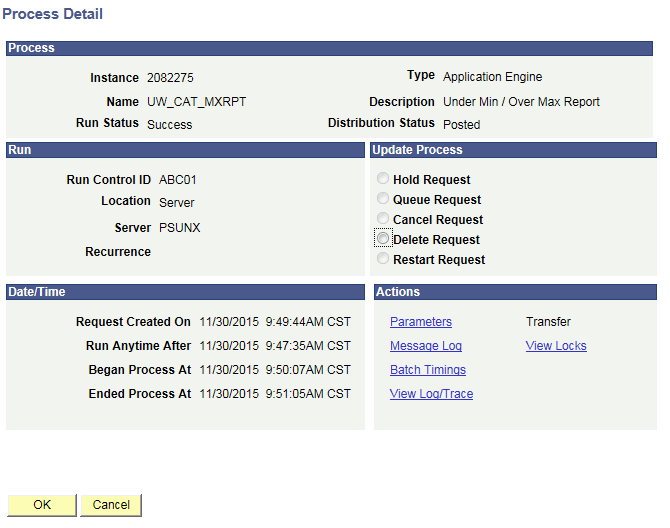 Process Detail
Process
Instance 2082275 Type Application Engine
Name UW_CAT_MXRPT Description Under Min / Over Max Report
Run Status Success Distribution Status Posted
Run
Run Control ID ABC01
Location Server
Server PSUNX
Recurrence
Update Process
Hold Request
Queue Request
Cancel Request
Delete Request
Restart Request
Date/Time
Request Created On 11/30/2015 9:49:44AM CST
Run Anytime After 11/30/2015 9:47:35AM CST
Began Process At 11/30/2015 9:50:07AM CST
Ended Process At 11/30/2015 9:51:05AM CST
Actions
Parameters Transfer
Message Log View Locks
Batch Timings
View Log/Trace
OK Cancel